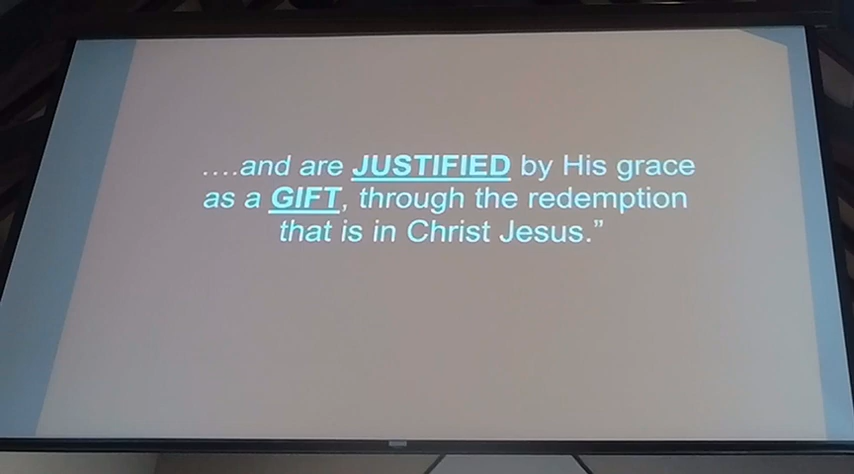 ....and are JUSTIFIED by His grace
as a GIFT, through the redemption
that is in Christ Jesus.”